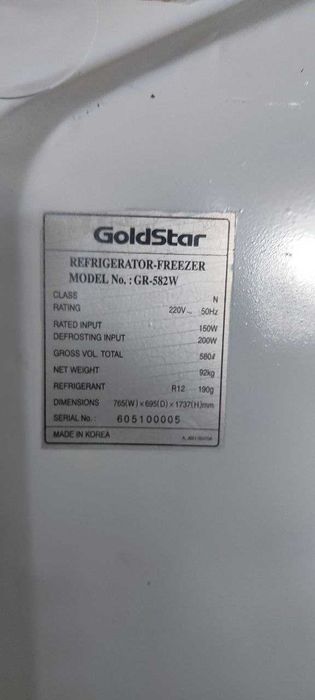 GoldStar
REFRIGERATOR-FREEZER
MODEL No. : GR-582W
CLASS N
RATING 220V~ 50Hz
RATED INPUT 150W
DEFROSTING INPUT 200W
GROSS VOL. TOTAL 580ℓ
NET WEIGHT 92kg
REFRIGERANT R12 190g
DIMENSIONS 765(W)×695(D)×1737(H)mm
SERIAL No. : 605100005
MADE IN KOREA